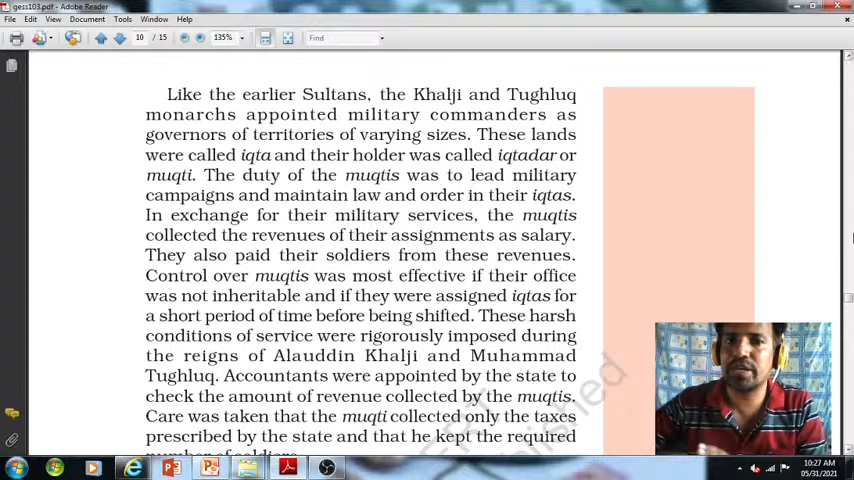 gess103.pdf - Adobe Reader
File Edit View Document Tools Window Help
10 / 15 135% Find
Like the earlier Sultans, the Khalji and Tughluq
monarchs appointed military commanders as
governors of territories of varying sizes. These lands
were called iqta and their holder was called iqtadar or
muqti. The duty of the muqtis was to lead military
campaigns and maintain law and order in their iqtas.
In exchange for their military services, the muqtis
collected the revenues of their assignments as salary.
They also paid their soldiers from these revenues.
Control over muqtis was most effective if their office
was not inheritable and if they were assigned iqtas for
a short period of time before being shifted. These harsh
conditions of service were rigorously imposed during
the reigns of Alauddin Khalji and Muhammad
Tughluq. Accountants were appointed by the state to
check the amount of revenue collected by the muqtis.
Care was taken that the muqti collected only the taxes
prescribed by the state and that he kept the required
number of soldiers.
10:27 AM
05/31/2021